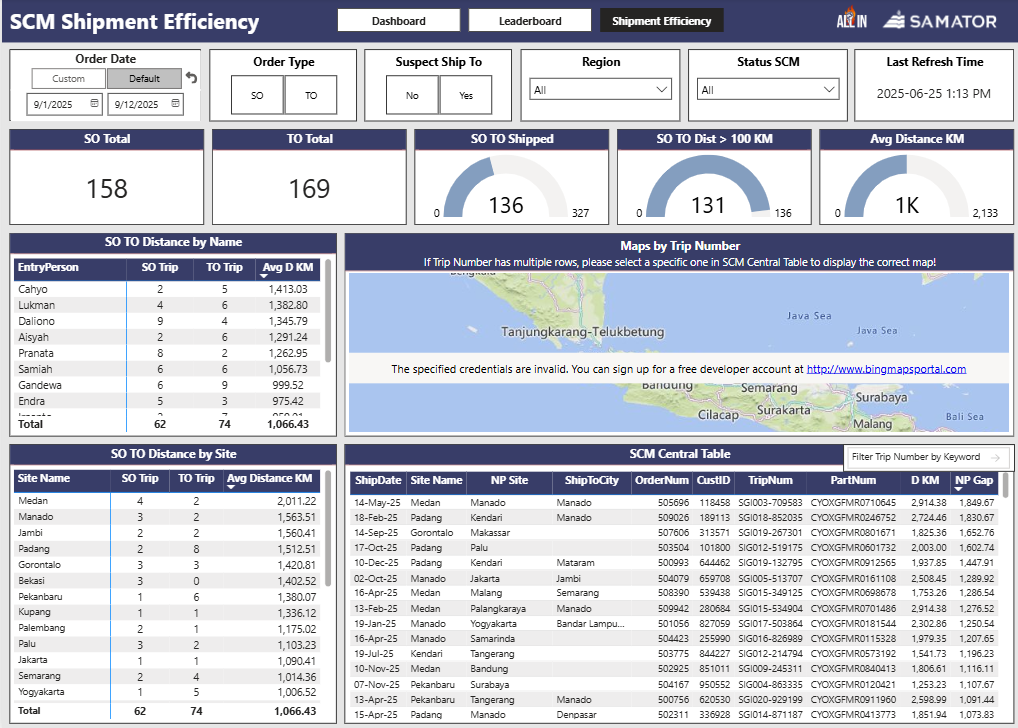 SCM Shipment Efficiency
Dashboard
Leaderboard
Shipment Efficiency
ALL IN
SAMATOR
Order Date
Custom
Default
9/1/2025
9/12/2025
Order Type
SO
TO
Suspect Ship To
No
Yes
Region
All
Status SCM
All
Last Refresh Time
2025-06-25 1:13 PM
SO Total
158
TO Total
169
SO TO Shipped
0
136
327
SO TO Dist > 100 KM
0
131
136
Avg Distance KM
0
1K
2,133
SO TO Distance by Name
EntryPerson SO Trip TO Trip Avg D KM
Cahyo 2 5 1,413.03
Lukman 4 6 1,382.80
Daliono 9 4 1,345.79
Aisyah 2 6 1,291.24
Pranata 8 2 1,262.95
Samiah 6 6 1,056.73
Gandewa 6 9 999.52
Endra 5 3 975.42
Total 62 74 1,066.43
Maps by Trip Number
If Trip Number has multiple rows, please select a specific one in SCM Central Table to display the correct map!
Bengkulu
Tanjungkarang-Telukbetung
Java Sea
Java Sea
The specified credentials are invalid. You can sign up for a free developer account at http://www.bingmapsportal.com
Bandung
Semarang
Surabaya
Cilacap
Surakarta
Malang
Bali Sea
SO TO Distance by Site
Site Name SO Trip TO Trip Avg Distance KM
Medan 4 2 2,011.22
Manado 3 2 1,563.51
Jambi 2 2 1,562.41
Padang 2 8 1,512.51
Gorontalo 3 3 1,420.81
Bekasi 3 0 1,402.52
Pekanbaru 1 6 1,380.07
Kupang 1 1 1,336.12
Palembang 2 1 1,175.02
Palu 3 2 1,103.23
Jakarta 1 1 1,090.41
Semarang 2 4 1,014.36
Yogyakarta 1 5 1,006.52
Total 62 74 1,066.43
SCM Central Table
Filter Trip Number by Keyword
ShipDate Site Name NP Site ShipToCity OrderNum CustID TripNum PartNum D KM NP Gap
14-May-25 Medan Manado Manado 505696 118458 SGI003-709583 CYOXGFMR0710645 2,914.38 1,849.67
18-Feb-25 Padang Kendari Manado 509026 189113 SGI018-852035 CYOXGFMR0246752 2,724.46 1,830.67
14-Sep-25 Gorontalo Makassar 507606 313571 SGI019-267301 CYOXGFMR0801671 1,825.36 1,652.76
17-Oct-25 Padang Palu 503504 101800 SGI012-519175 CYOXGFMR0601732 2,003.00 1,602.74
10-Dec-25 Padang Kendari Mataram 500993 644462 SGI019-132795 CYOXGFMR0912565 1,937.85 1,447.91
02-Oct-25 Manado Jakarta Jambi 504079 659708 SGI005-513707 CYOXGFMR0161108 2,508.45 1,289.92
16-Apr-25 Medan Malang Semarang 508390 539438 SGI015-349125 CYOXGFMR0698678 1,753.26 1,286.54
13-Feb-25 Medan Palangkaraya Manado 509942 280684 SGI015-534904 CYOXGFMR0701486 2,914.38 1,276.52
19-Jan-25 Manado Yogyakarta Bandar Lampu... 501056 827059 SGI017-503864 CYOXGFMR0181544 2,302.86 1,250.54
16-Apr-25 Manado Samarinda 504423 255990 SGI016-826989 CYOXGFMR0115328 1,979.35 1,207.65
19-Jul-25 Kendari Tangerang 503775 844227 SGI012-214794 CYOXGFMR0573192 1,541.73 1,196.23
10-Nov-25 Medan Bandung 502925 851011 SGI009-245311 CYOXGFMR0840413 1,806.61 1,116.11
07-Nov-25 Pekanbaru Surabaya 504167 950552 SGI004-863335 CYOXGFMR0120421 1,253.23 1,107.67
13-Apr-25 Pekanbaru Tangerang Manado 500756 620530 SGI020-929199 CYOXGFMR0911960 2,598.99 1,091.44
15-Apr-25 Padang Manado Denpasar 502311 336928 SGI014-871187 CYOXGFMR0413773 1,851.94 1,073.83